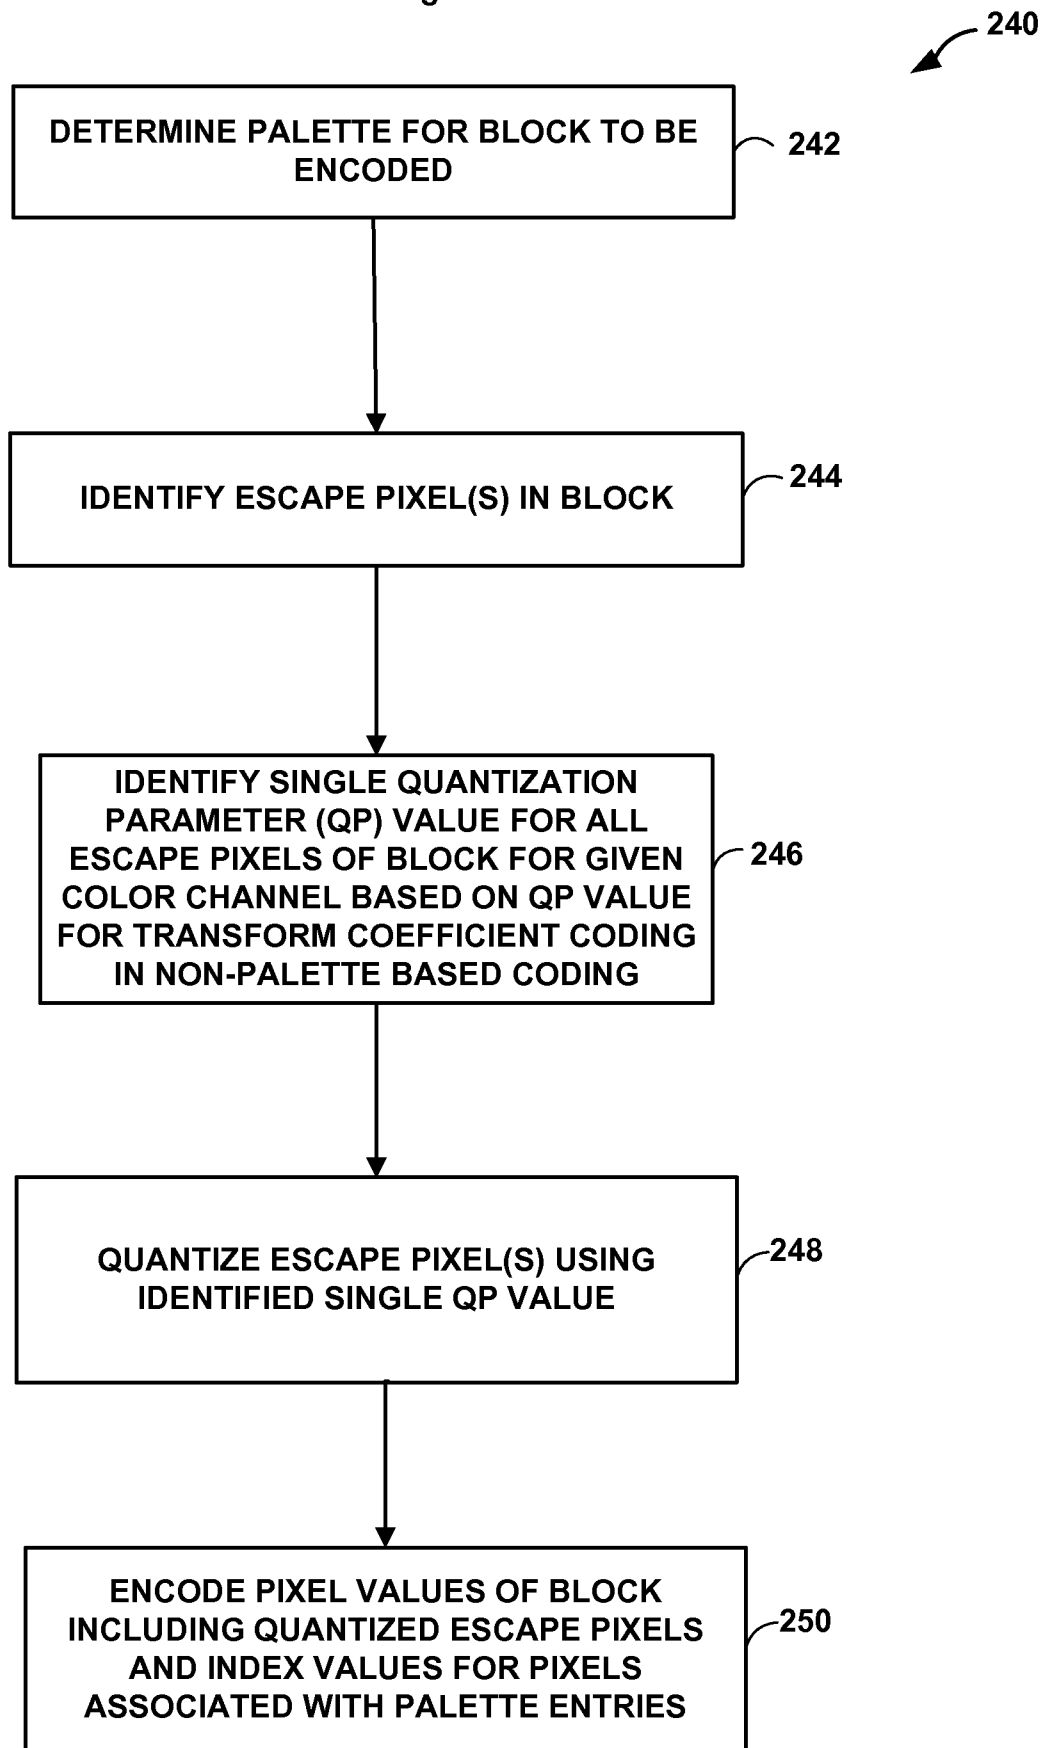 240
DETERMINE PALETTE FOR BLOCK TO BE
ENCODED
242
IDENTIFY ESCAPE PIXEL(S) IN BLOCK
244
IDENTIFY SINGLE QUANTIZATION
PARAMETER (QP) VALUE FOR ALL
ESCAPE PIXELS OF BLOCK FOR GIVEN
COLOR CHANNEL BASED ON QP VALUE
FOR TRANSFORM COEFFICIENT CODING
IN NON-PALETTE BASED CODING
246
QUANTIZE ESCAPE PIXEL(S) USING
IDENTIFIED SINGLE QP VALUE
248
ENCODE PIXEL VALUES OF BLOCK
INCLUDING QUANTIZED ESCAPE PIXELS
AND INDEX VALUES FOR PIXELS
ASSOCIATED WITH PALETTE ENTRIES
250